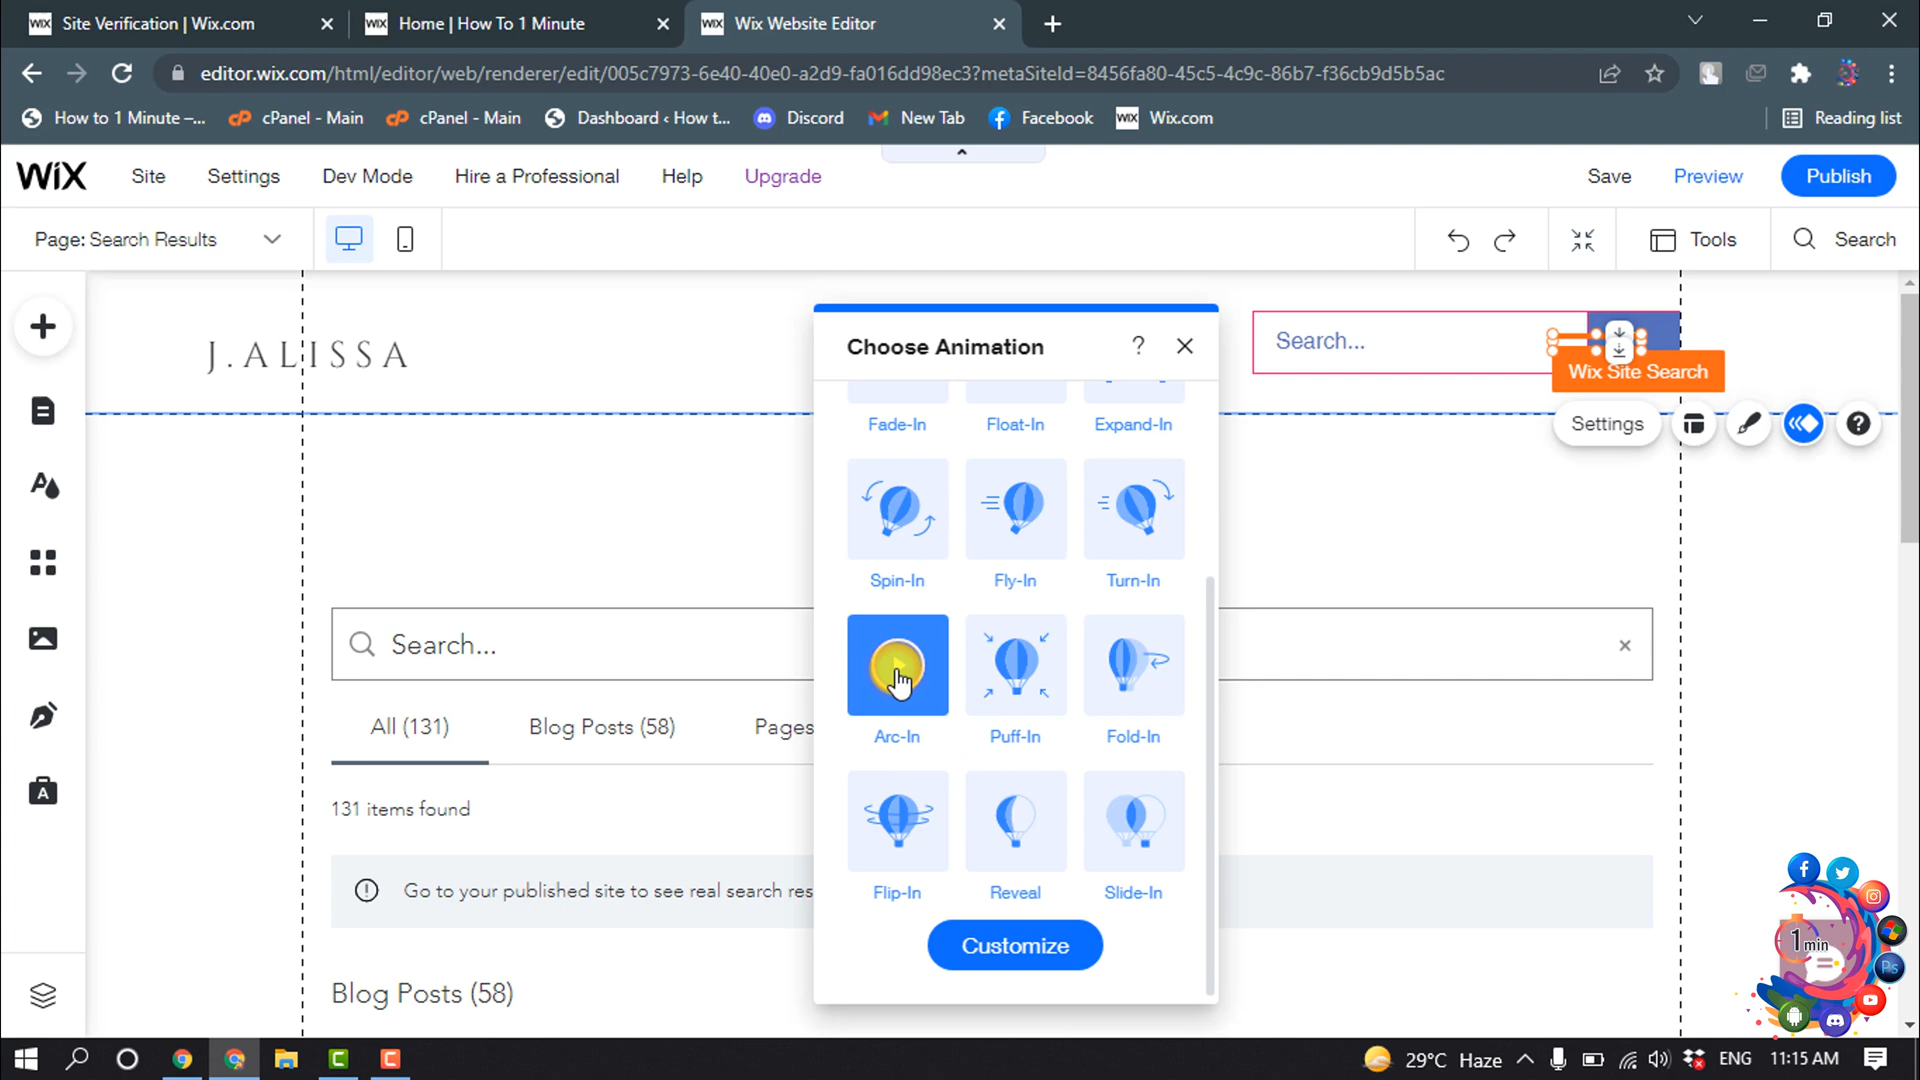 WIX Site Verification | Wix.com
WIX Home | How To 1 Minute
WIX Wix Website Editor
editor.wix.com/html/editor/web/renderer/edit/005c7973-6e40-40e0-a2d9-fa016dd98ec3?metaSiteId=8456fa80-45c5-4c9c-86b7-f36cb9d5b5ac
How to 1 Minute –... cPanel - Main cPanel - Main Dashboard ‹ How t... Discord New Tab Facebook WIX Wix.com Reading list
WiX Site Settings Dev Mode Hire a Professional Help Upgrade Save Preview Publish
Page: Search Results Tools Search
J.ALISSA
Choose Animation ?
Search...
Wix Site Search
Settings
Fade-In Float-In Expand-In
Spin-In Fly-In Turn-In
Search...
Arc-In Puff-In Fold-In
All (131) Blog Posts (58) Pages
131 items found
Go to your published site to see real search res
Flip-In Reveal Slide-In
Customize
Blog Posts (58)
1 min
Ps
29°C Haze ENG 11:15 AM